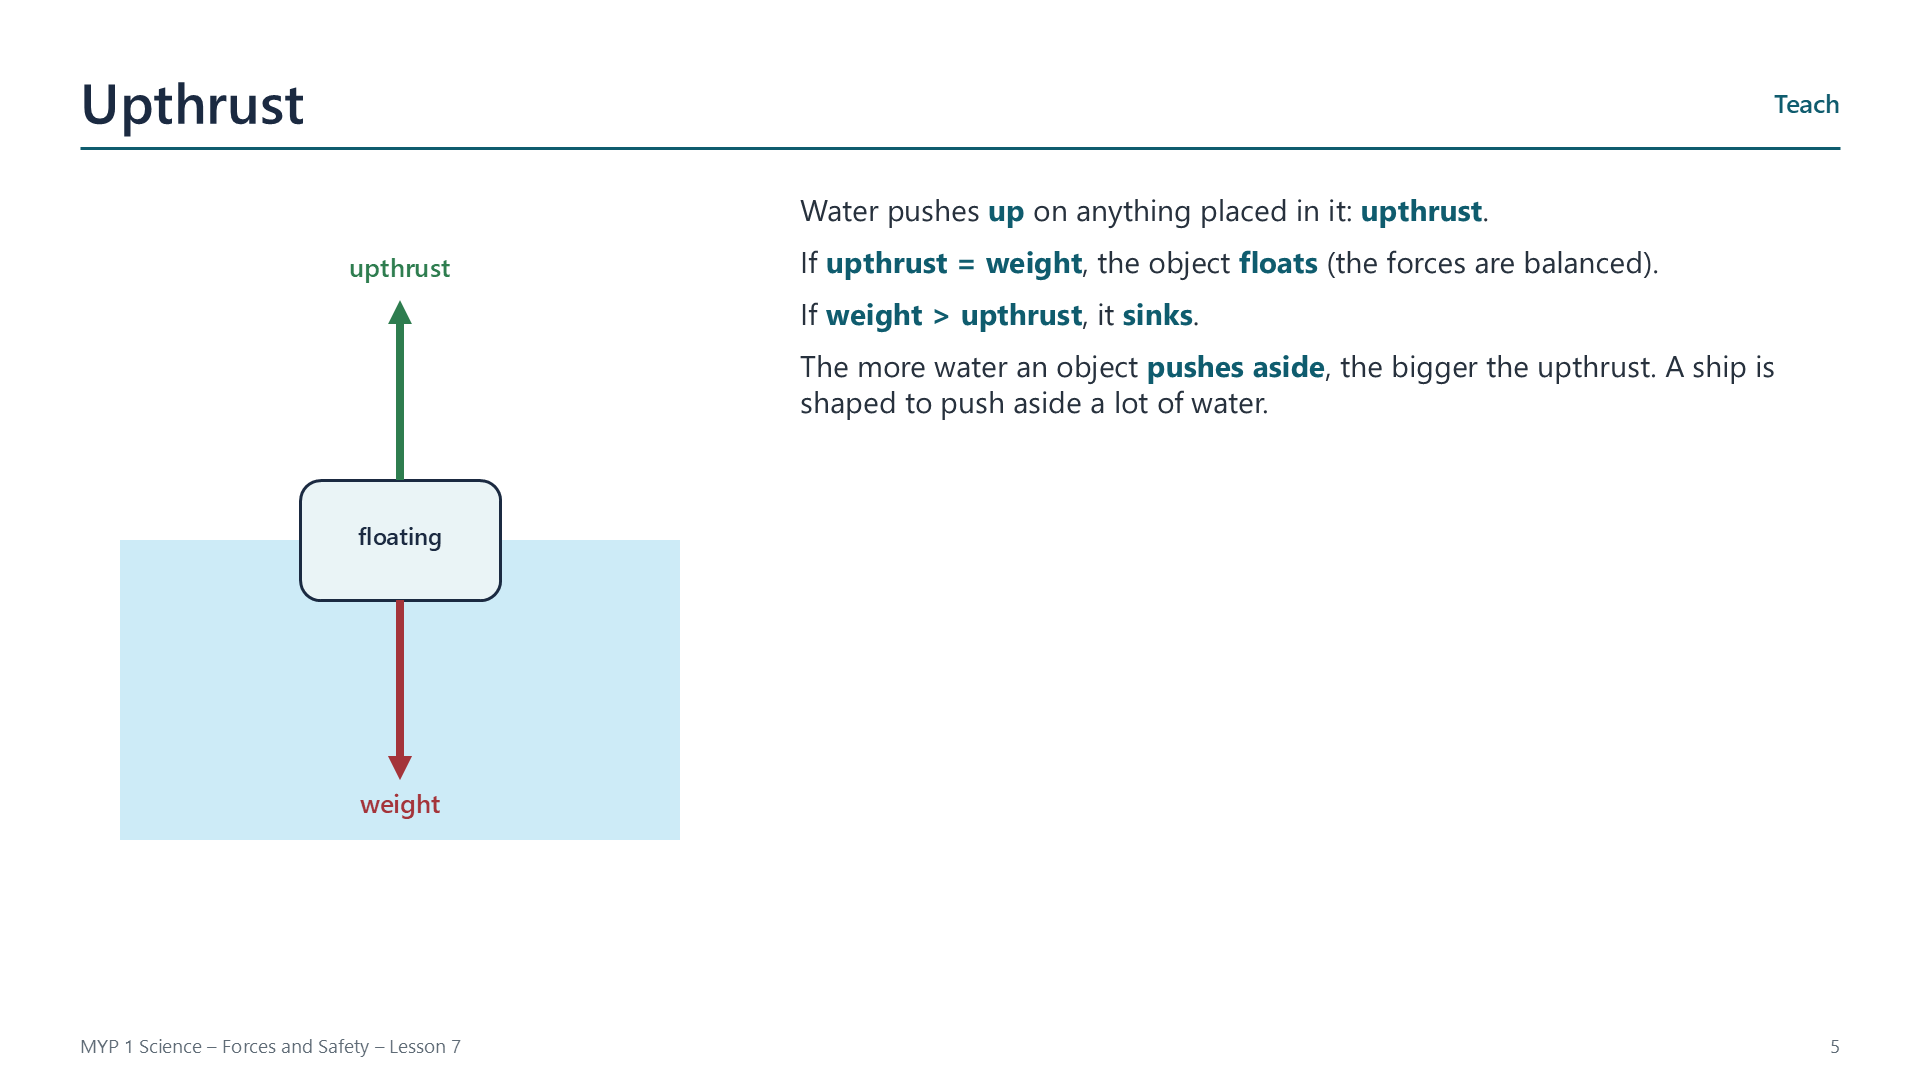 Upthrust
Teach
upthrust
floating
weight
Water pushes up on anything placed in it: upthrust.
If upthrust = weight, the object floats (the forces are balanced).
If weight > upthrust, it sinks.
The more water an object pushes aside, the bigger the upthrust. A ship is
shaped to push aside a lot of water.
MYP 1 Science – Forces and Safety – Lesson 7
5